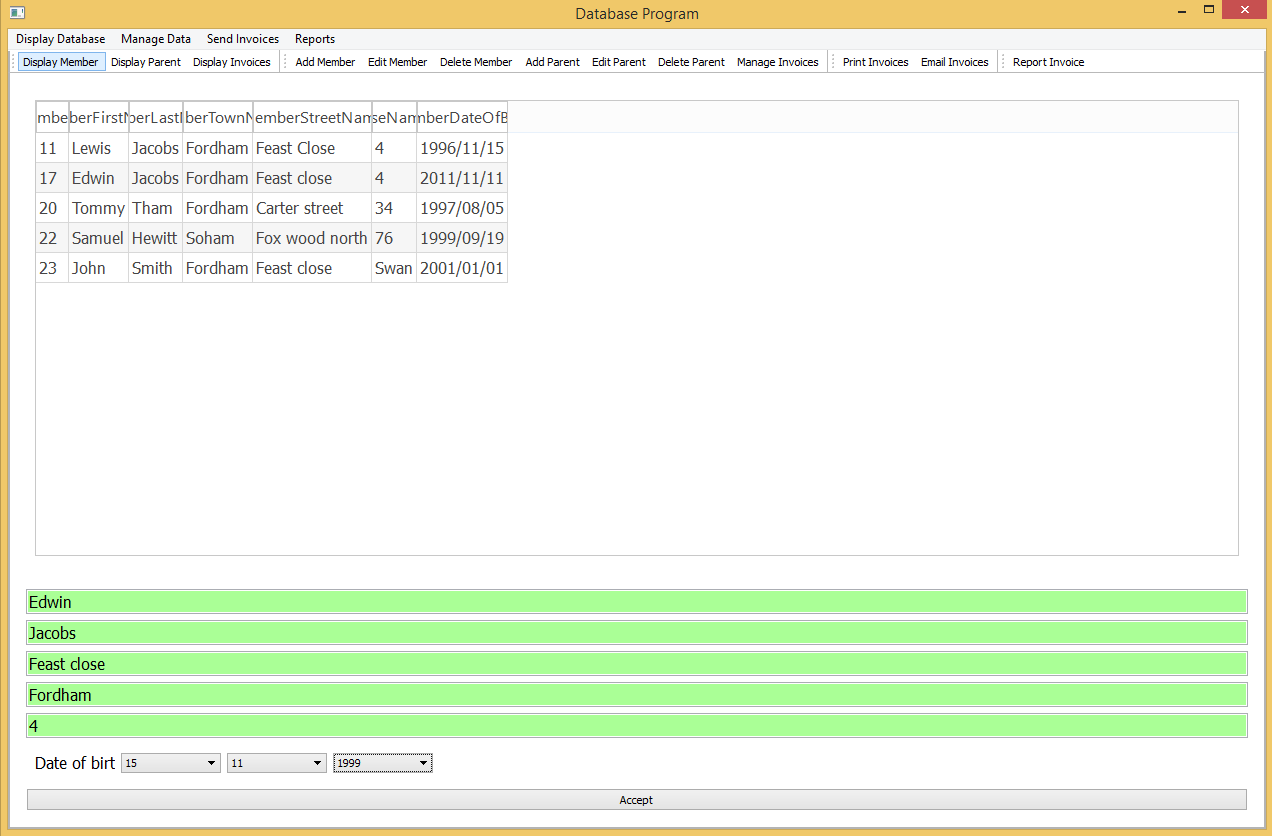 Database Program
Display Database Manage Data Send Invoices Reports
Display Member Display Parent Display Invoices Add Member Edit Member Delete Member Add Parent Edit Parent Delete Parent Manage Invoices Print Invoices Email Invoices Report Invoice
mbe berFirstN berLastI berTownN emberStreetNam seNam mberDateOfB
11 Lewis Jacobs Fordham Feast Close 4 1996/11/15
17 Edwin Jacobs Fordham Feast close 4 2011/11/11
20 Tommy Tham Fordham Carter street 34 1997/08/05
22 Samuel Hewitt Soham Fox wood north 76 1999/09/19
23 John Smith Fordham Feast close Swan 2001/01/01
Edwin
Jacobs
Feast close
Fordham
4
Date of birt 15 11 1999
Accept